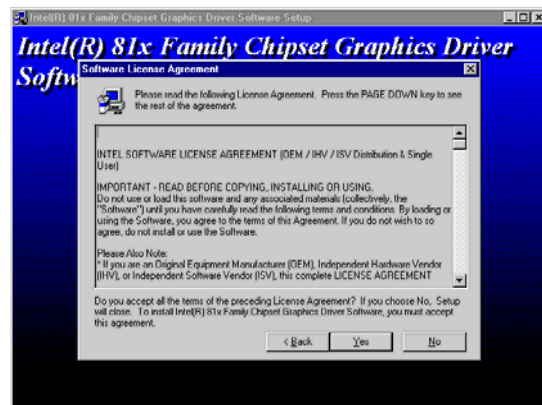 Intel(R) 81x Family Chipset Graphics Driver Software Setup
Intel(R) 81x Family Chipset Graphics Driver
Softw
Software License Agreement
Please read the following License Agreement. Press the PAGE DOWN key to see
the rest of the agreement.
INTEL SOFTWARE LICENSE AGREEMENT (OEM / IHV / ISV Distribution & Single
User)
IMPORTANT - READ BEFORE COPYING, INSTALLING OR USING.
Do not use or load this software and any associated materials (collectively, the
"Software") until you have carefully read the following terms and conditions. By loading or
using the Software, you agree to the terms of this Agreement. If you do not wish to so
agree, do not install or use the Software.
Please Also Note:
* If you are an Original Equipment Manufacturer (OEM), Independent Hardware Vendor
(IHV), or Independent Software Vendor (ISV), this complete LICENSE AGREEMENT
Do you accept all the terms of the preceding License Agreement? If you choose No, Setup
will close. To install Intel(R) 81x Family Chipset Graphics Driver Software, you must accept
this agreement.
< Back Yes No